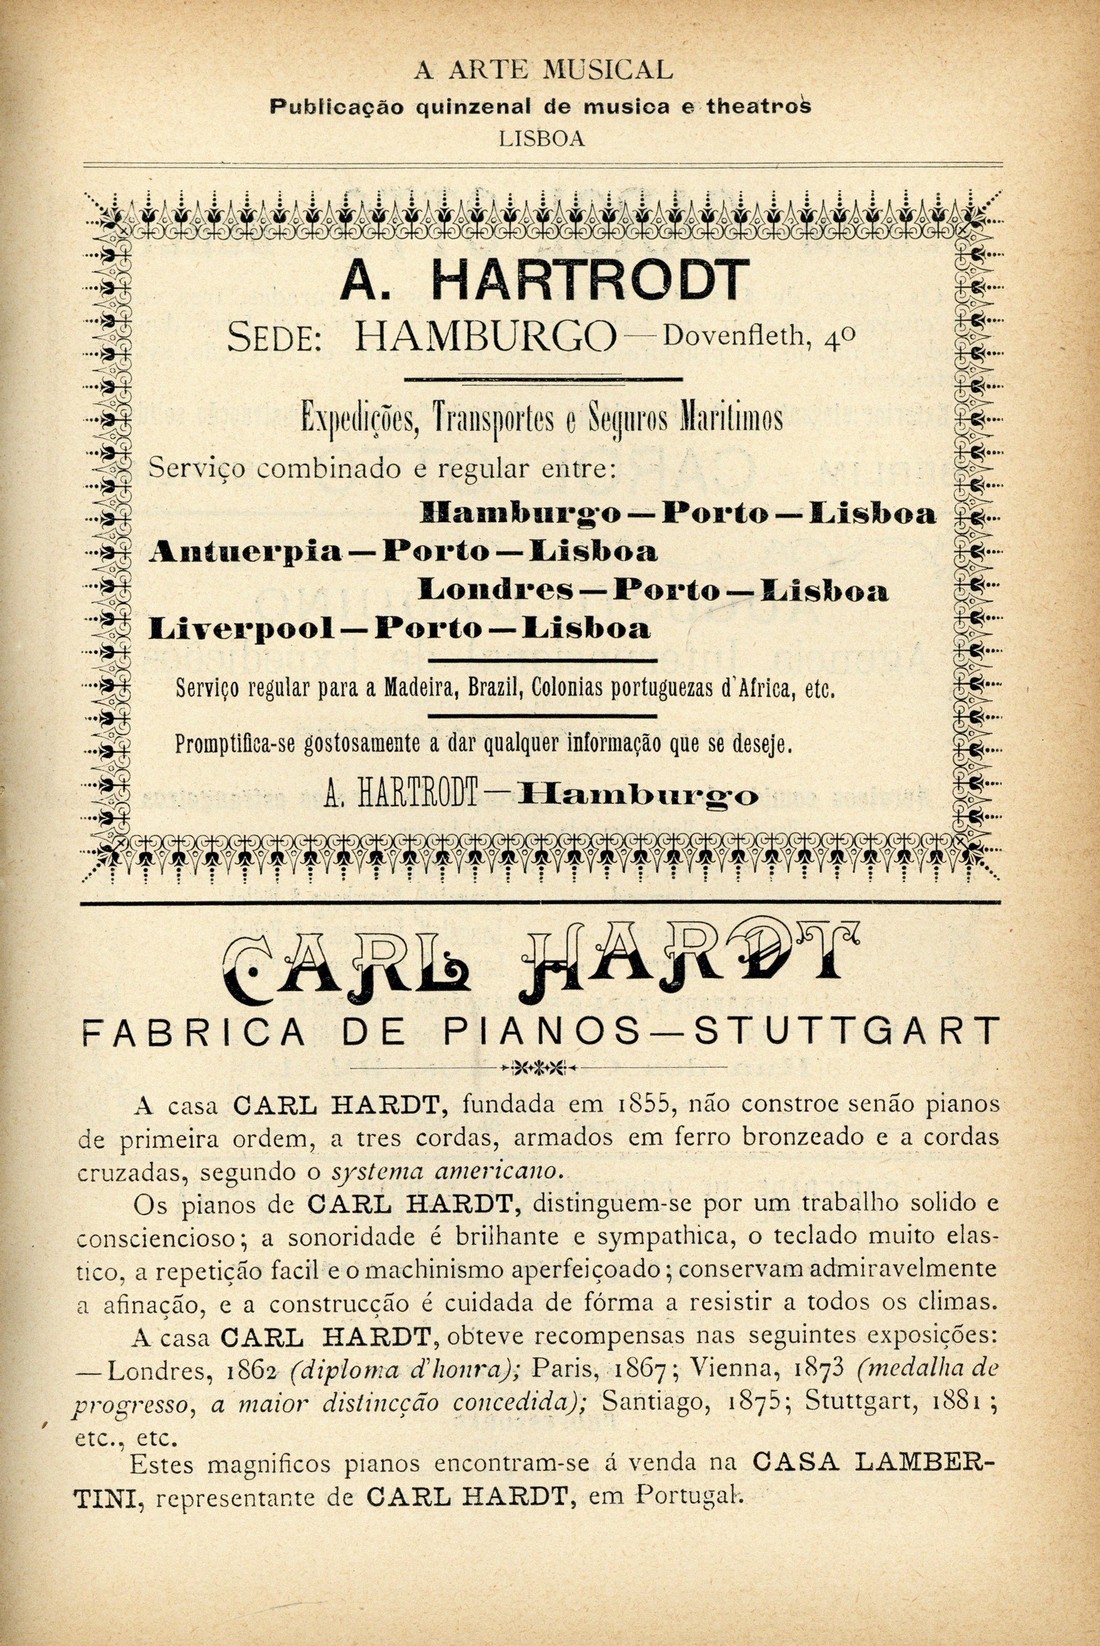 A ARTE MUSICAL
Publicação quinzenal de musica e theatros
LISBOA
A. HARTRODT
SEDE: HAMBURGO — Dovenfleth, 40
Expedições, Transportes e Seguros Maritimos
Serviço combinado e regular entre:
Hamburgo — Porto — Lisboa
Antuerpia — Porto — Lisboa
Londres — Porto — Lisboa
Liverpool — Porto — Lisboa
Serviço regular para a Madeira, Brazil, Colonias portuguezas d'Africa, etc.
Promptifica-se gostosamente a dar qualquer informação que se deseje.
A. HARTRODT — Hamburgo
CARL HARDT
FABRICA DE PIANOS — STUTTGART
A casa CARL HARDT, fundada em 1855, não constroe senão pianos
de primeira ordem, a tres cordas, armados em ferro bronzeado e a cordas
cruzadas, segundo o systema americano.
Os pianos de CARL HARDT, distinguem-se por um trabalho solido e
consciencioso; a sonoridade é brilhante e sympathica, o teclado muito elas-
tico, a repetição facil e o machinismo aperfeiçoado; conservam admiravelmente
a afinação, e a construcção é cuidada de fórma a resistir a todos os climas.
A casa CARL HARDT, obteve recompensas nas seguintes exposições:
— Londres, 1862 (diploma d'honra); Paris, 1867; Vienna, 1873 (medalha de
progresso, a maior distincção concedida); Santiago, 1875; Stuttgart, 1881;
etc., etc.
Estes magnificos pianos encontram-se á venda na CASA LAMBER-
TINI, representante de CARL HARDT, em Portugal.